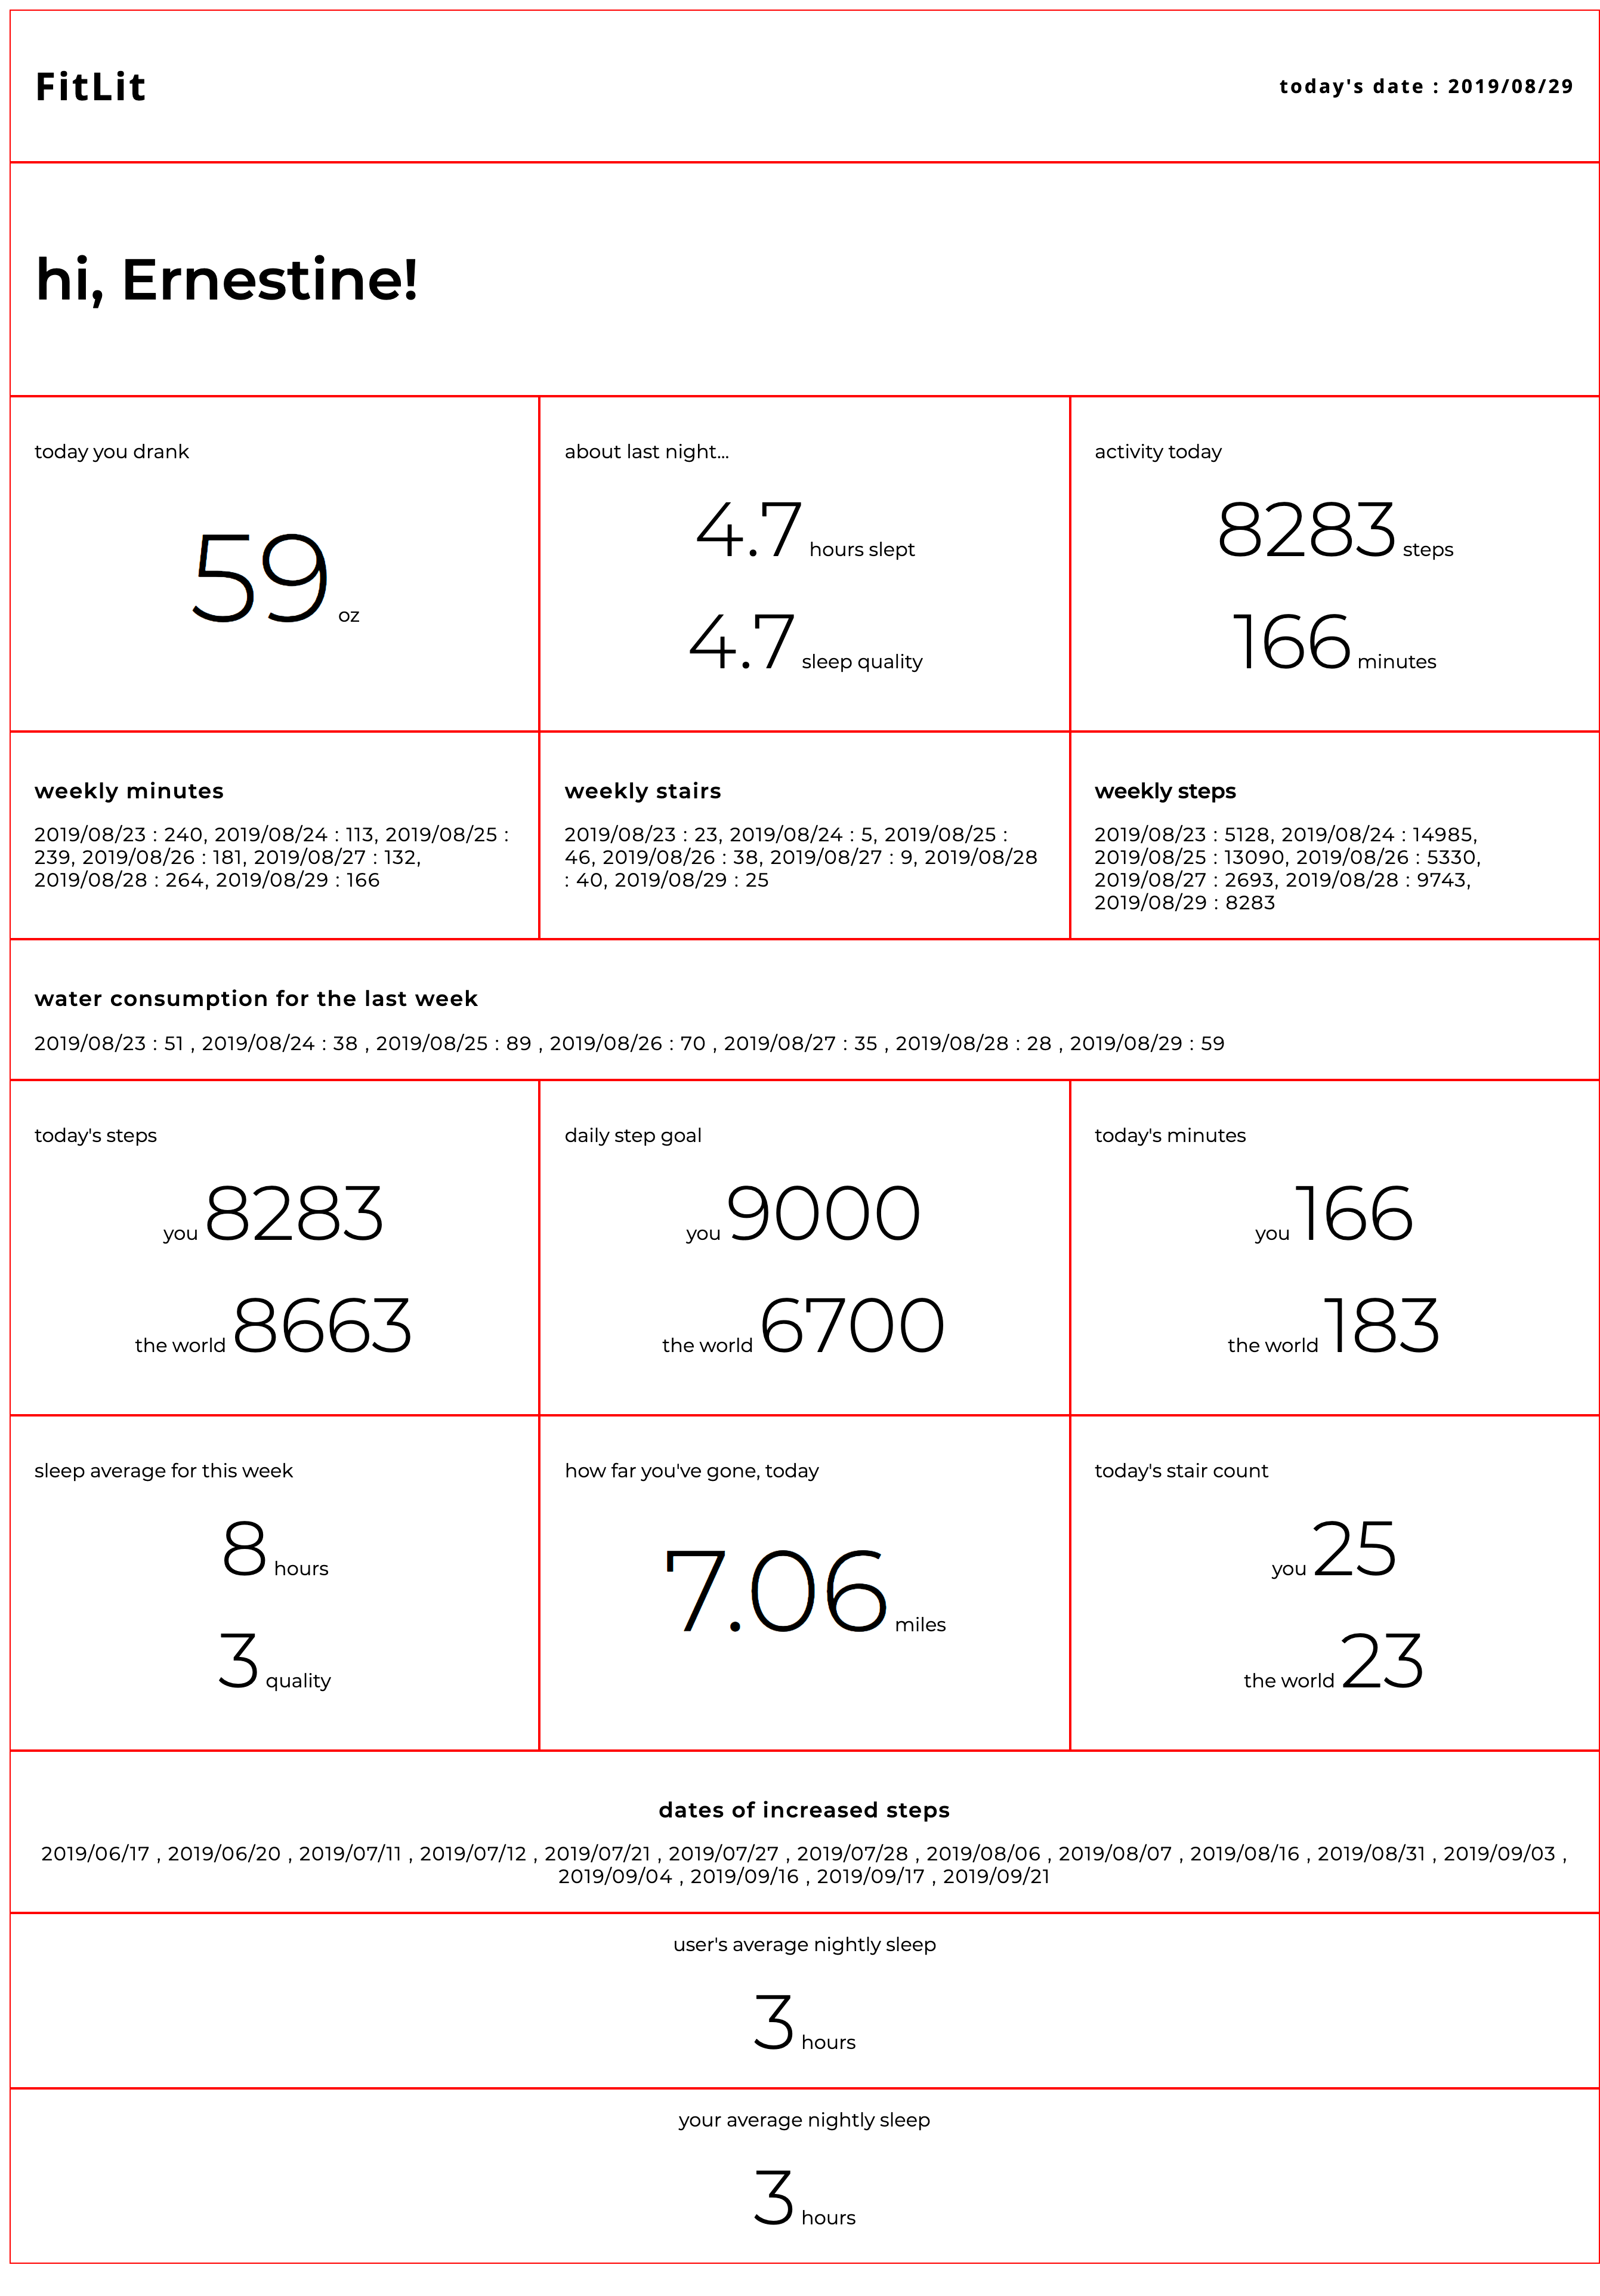 FitLit
today's date : 2019/08/29
hi, Ernestine!
today you drank
59 oz
about last night...
4.7 hours slept
4.7 sleep quality
activity today
8283 steps
166 minutes
weekly minutes
2019/08/23 : 240, 2019/08/24 : 113, 2019/08/25 :
239, 2019/08/26 : 181, 2019/08/27 : 132,
2019/08/28 : 264, 2019/08/29 : 166
weekly stairs
2019/08/23 : 23, 2019/08/24 : 5, 2019/08/25 :
46, 2019/08/26 : 38, 2019/08/27 : 9, 2019/08/28
: 40, 2019/08/29 : 25
weekly steps
2019/08/23 : 5128, 2019/08/24 : 14985,
2019/08/25 : 13090, 2019/08/26 : 5330,
2019/08/27 : 2693, 2019/08/28 : 9743,
2019/08/29 : 8283
water consumption for the last week
2019/08/23 : 51 , 2019/08/24 : 38 , 2019/08/25 : 89 , 2019/08/26 : 70 , 2019/08/27 : 35 , 2019/08/28 : 28 , 2019/08/29 : 59
today's steps
you 8283
the world 8663
daily step goal
you 9000
the world 6700
today's minutes
you 166
the world 183
sleep average for this week
8 hours
3 quality
how far you've gone, today
7.06 miles
today's stair count
you 25
the world 23
dates of increased steps
2019/06/17 , 2019/06/20 , 2019/07/11 , 2019/07/12 , 2019/07/21 , 2019/07/27 , 2019/07/28 , 2019/08/06 , 2019/08/07 , 2019/08/16 , 2019/08/31 , 2019/09/03 ,
2019/09/04 , 2019/09/16 , 2019/09/17 , 2019/09/21
user's average nightly sleep
3 hours
your average nightly sleep
3 hours